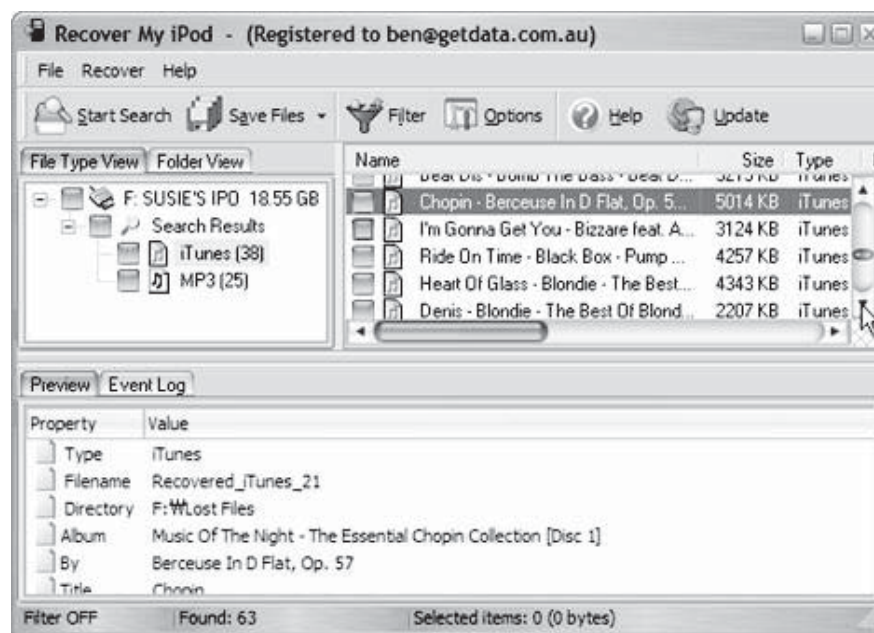 Recover My iPod - (Registered to ben@getdata.com.au)
File Recover Help
Start Search Save Files Filter Options Help Update
File Type View Folder View
F: SUSIE'S IPO 18.55 GB
Search Results
iTunes (38)
MP3 (25)
Name Size Type
Chopin - Berceuse In D Flat, Op. 5... 5014 KB iTunes
I'm Gonna Get You - Bizzare feat. A... 3124 KB iTunes
Ride On Time - Black Box - Pump ... 4257 KB iTunes
Heart Of Glass - Blondie - The Best... 4343 KB iTunes
Denis - Blondie - The Best Of Blond... 2207 KB iTunes
Preview Event Log
Property Value
Type iTunes
Filename Recovered_iTunes_21
Directory F:₩Lost Files
Album Music Of The Night - The Essential Chopin Collection [Disc 1]
By Berceuse In D Flat, Op. 57
Title Chopin
Filter OFF Found: 63 Selected items: 0 (0 bytes)